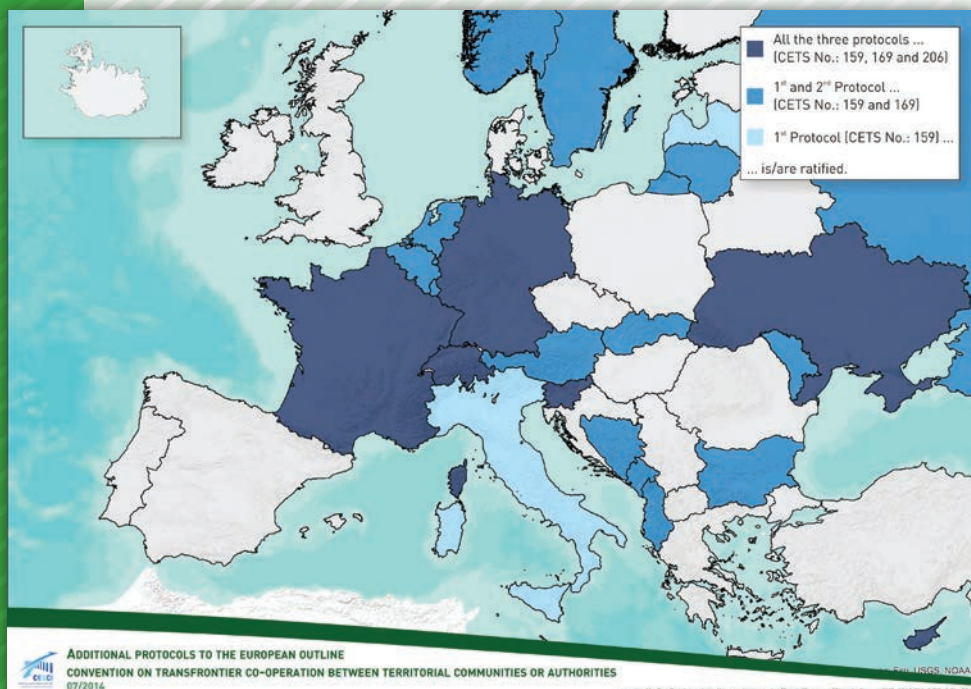 All the three protocols ...
(CETS No.: 159, 169 and 206)
1st and 2nd Protocol ...
(CETS No.: 159 and 169)
1st Protocol (CETS No.: 159) ...
... is/are ratified.
ADDITIONAL PROTOCOLS TO THE EUROPEAN OUTLINE
CONVENTION ON TRANSFRONTIER CO-OPERATION BETWEEN TERRITORIAL COMMUNITIES OR AUTHORITIES
07/2014
CESCI
Esri, USGS, NOAA